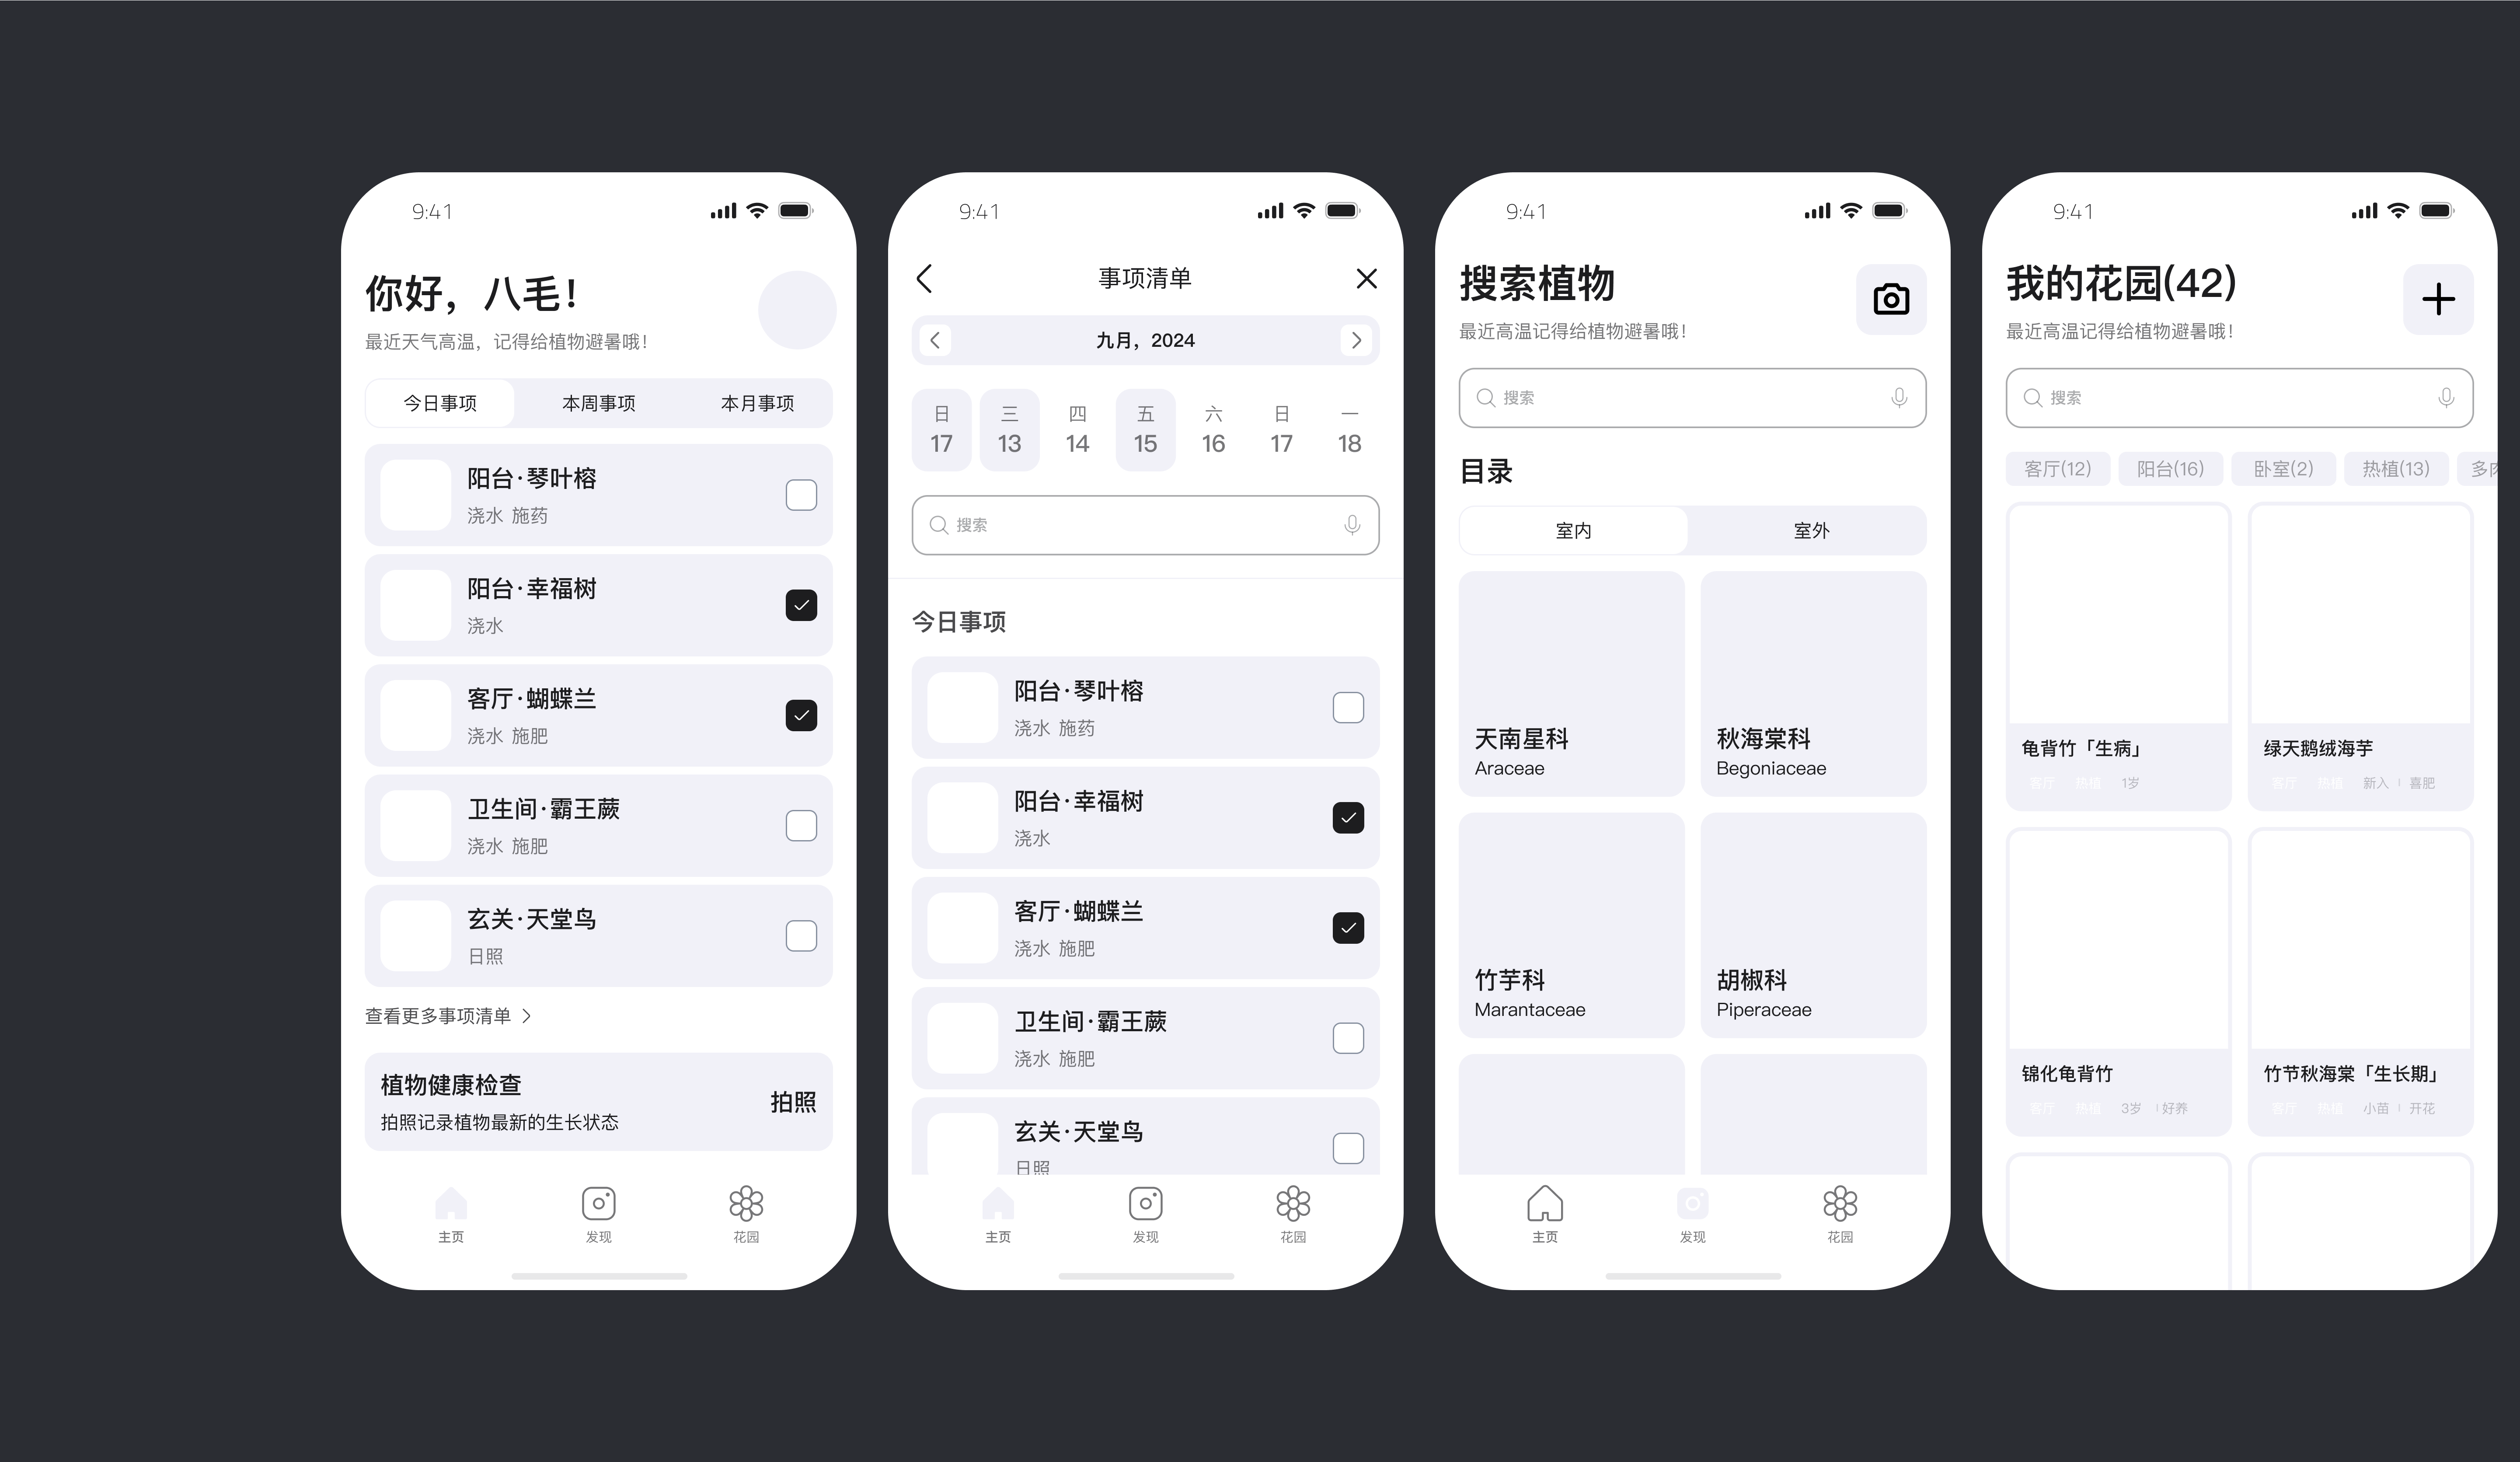 9:41
你好，八毛！
最近天气高温，记得给植物避暑哦！
今日事项 本周事项 本月事项
阳台·琴叶榕
浇水 施药
阳台·幸福树
浇水
客厅·蝴蝶兰
浇水 施肥
卫生间·霸王蕨
浇水 施肥
玄关·天堂鸟
日照
查看更多事项清单
植物健康检查
拍照记录植物最新的生长状态
拍照
主页 发现 花园
9:41
事项清单
九月，2024
日 三 四 五 六 日 一
17 13 14 15 16 17 18
搜索
今日事项
阳台·琴叶榕
浇水 施药
阳台·幸福树
浇水
客厅·蝴蝶兰
浇水 施肥
卫生间·霸王蕨
浇水 施肥
玄关·天堂鸟
日照
主页 发现 花园
9:41
搜索植物
最近高温记得给植物避暑哦！
搜索
目录
室内 室外
天南星科 秋海棠科
Araceae Begoniaceae
竹芋科 胡椒科
Marantaceae Piperaceae
主页 发现 花园
9:41
我的花园(42)
最近高温记得给植物避暑哦！
搜索
客厅(12) 阳台(16) 卧室(2) 热植(13) 多肉
龟背竹「生病」 绿天鹅绒海芋
客厅 热植 1岁 客厅 热植 新入 | 喜肥
锦化龟背竹 竹节秋海棠「生长期」
客厅 热植 3岁 | 好养 客厅 热植 小苗 | 开花